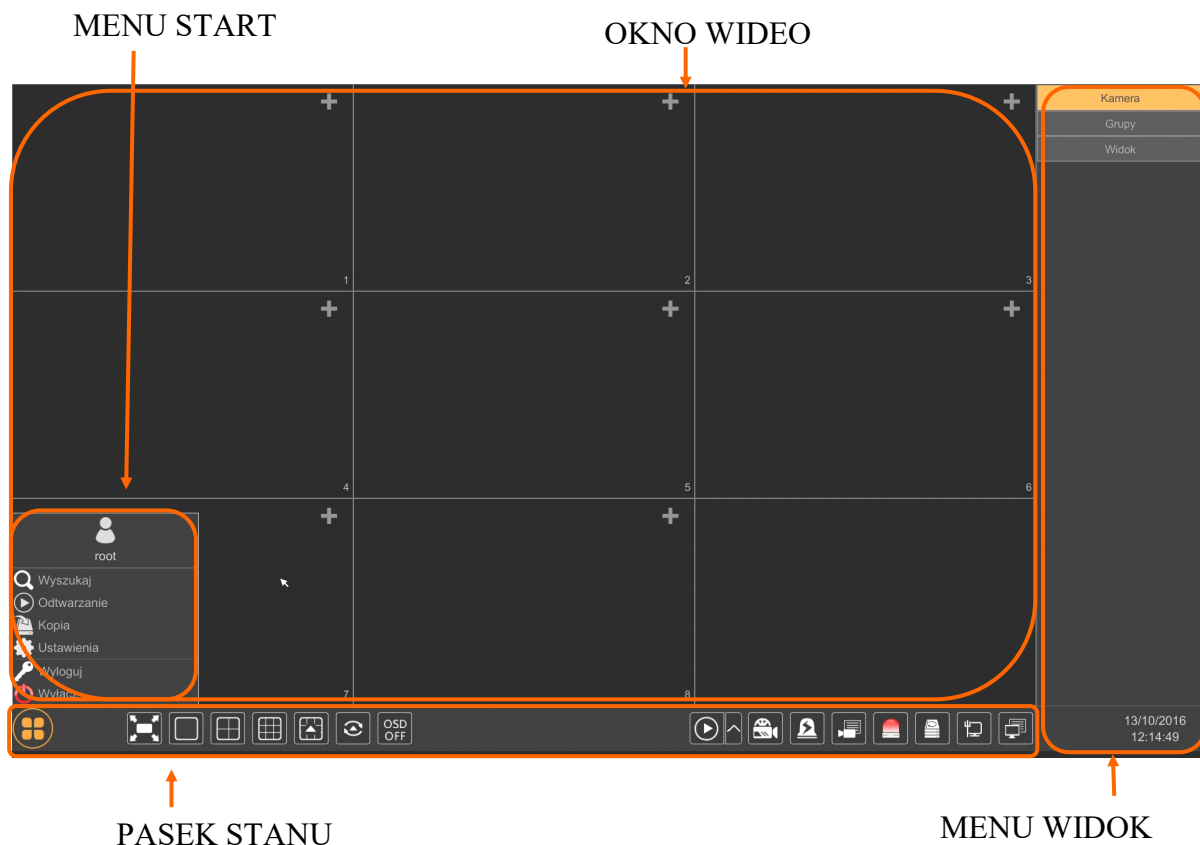 MENU START
OKNO WIDEO
Kamera
Grupy
Widok
1
2
3
4
5
6
root
Wyszukaj
Odtwarzanie
Kopia
Ustawienia
Wyloguj
7
8
OSD
OFF
13/10/2016
12:14:49
PASEK STANU
MENU WIDOK